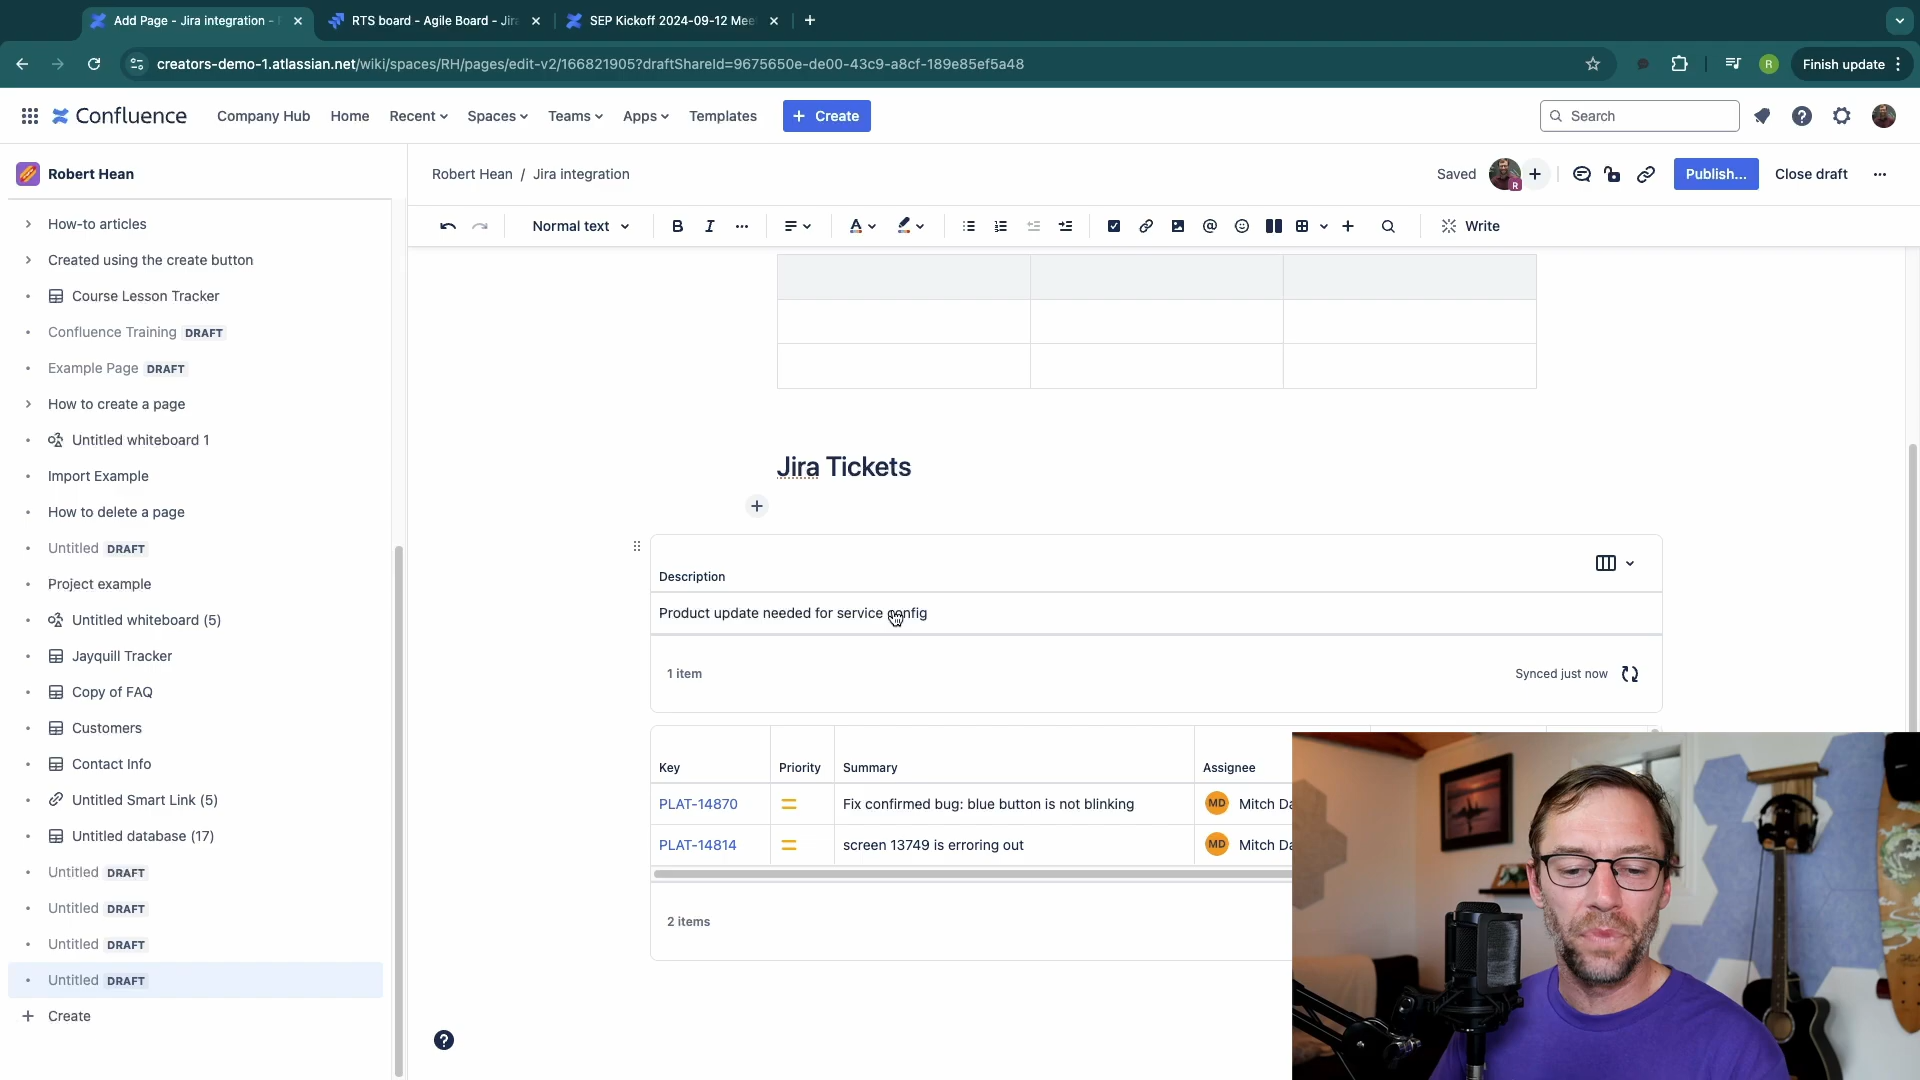 Add Page - Jira integration -
RTS board - Agile Board - Jira
SEP Kickoff 2024-09-12 Mee
creators-demo-1.atlassian.net/wiki/spaces/RH/pages/edit-v2/166821905?draftShareId=9675650e-de00-43c9-a8cf-189e85ef5a48
R
Finish update
Confluence
Company Hub
Home
Recent
Spaces
Teams
Apps
Templates
+ Create
Search
Robert Hean
Robert Hean / Jira integration
Saved
R
Publish...
Close draft
Normal text
B
I
A
Write
How-to articles
Created using the create button
Course Lesson Tracker
Confluence Training DRAFT
Example Page DRAFT
How to create a page
Untitled whiteboard 1
Import Example
How to delete a page
Untitled DRAFT
Project example
Untitled whiteboard (5)
Jayquill Tracker
Copy of FAQ
Customers
Contact Info
Untitled Smart Link (5)
Untitled database (17)
Untitled DRAFT
Untitled DRAFT
Untitled DRAFT
Untitled DRAFT
+ Create
Jira Tickets
Description
Product update needed for service config
1 item
Synced just now
Key Priority Summary Assignee
PLAT-14870 Fix confirmed bug: blue button is not blinking MD Mitch Da
PLAT-14814 screen 13749 is erroring out MD Mitch Da
2 items